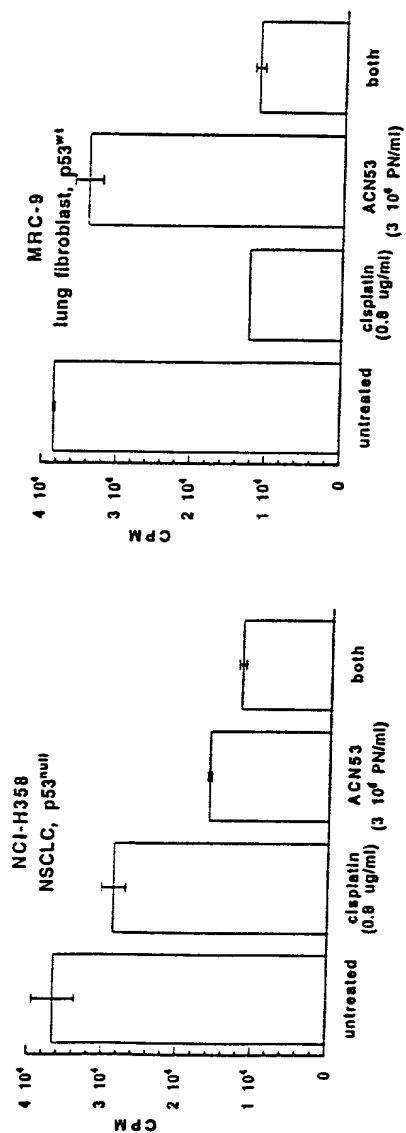 NCI-H358
NSCLC, p53null
4 10⁴
3 10⁴
2 10⁴
1 10⁴
0
CPM
untreated
cisplatin
(0.8 ug/ml)
ACN53
(3 10⁶ PN/ml)
both
MRC-9
lung fibroblast, p53wt
4 10⁴
3 10⁴
2 10⁴
1 10⁴
0
CPM
untreated
cisplatin
(0.8 ug/ml)
ACN53
(3 10⁶ PN/ml)
both